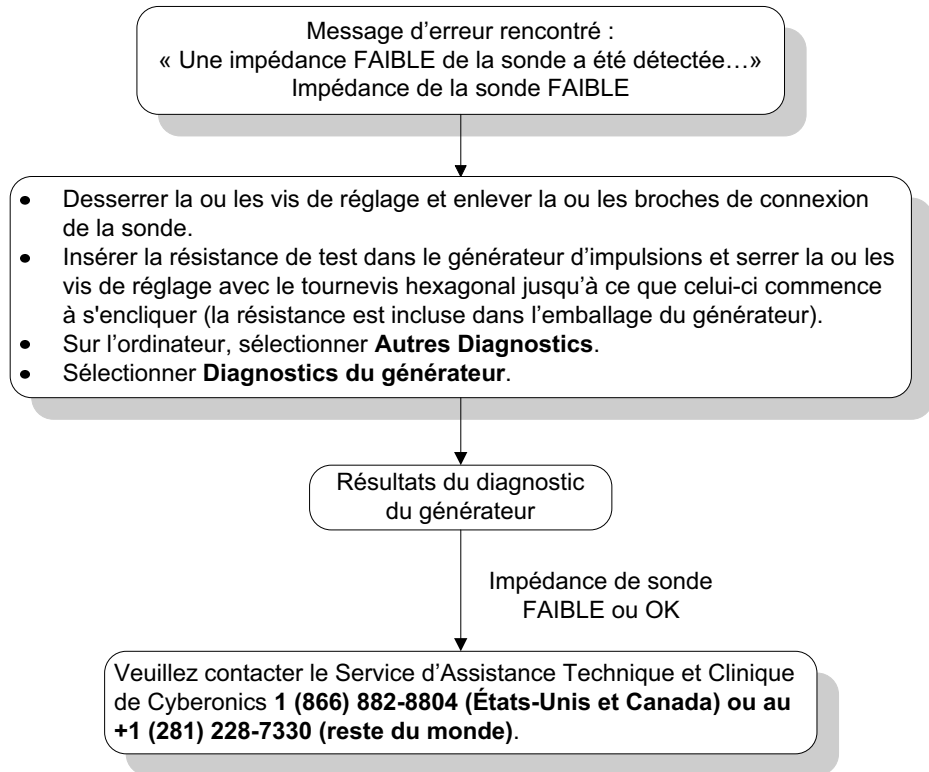 Message d’erreur rencontré :
« Une impédance FAIBLE de la sonde a été détectée…»
Impédance de la sonde FAIBLE
• Desserrer la ou les vis de réglage et enlever la ou les broches de connexion
de la sonde.
• Insérer la résistance de test dans le générateur d’impulsions et serrer la ou les
vis de réglage avec le tournevis hexagonal jusqu’à ce que celui-ci commence
à s'encliquer (la résistance est incluse dans l’emballage du générateur).
• Sur l’ordinateur, sélectionner Autres Diagnostics.
• Sélectionner Diagnostics du générateur.
Résultats du diagnostic
du générateur
Impédance de sonde
FAIBLE ou OK
Veuillez contacter le Service d’Assistance Technique et Clinique
de Cyberonics 1 (866) 882-8804 (États-Unis et Canada) ou au
+1 (281) 228-7330 (reste du monde).